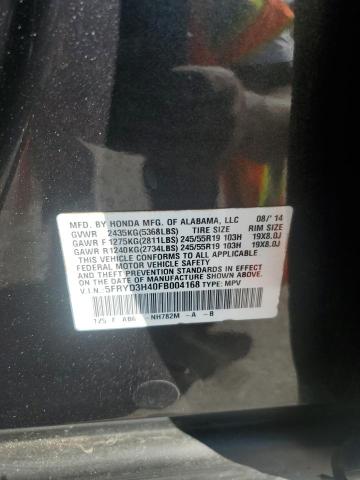 MFD. BY HONDA MFG. OF ALABAMA, LLC 08/'14
GVWR 2435KG(5368LBS) TIRE SIZE RIM SIZE
GAWR F 1275KG(2811LBS) 245/55R19 103H 19X8.0J
GAWR R1240KG(2734LBS) 245/55R19 103H 19X8.0J
THIS VEHICLE CONFORMS TO ALL APPLICABLE
FEDERAL MOTOR VEHICLE SAFETY STANDARDS
THEFT PREVENTION STANDARDS IN EFFECT ON THE
DATE OF MANUFACTURE SHOWN ABOVE.
V.I.N.: 5FRYD3H40FB004168 TYPE: MPV
NH782M -A -B